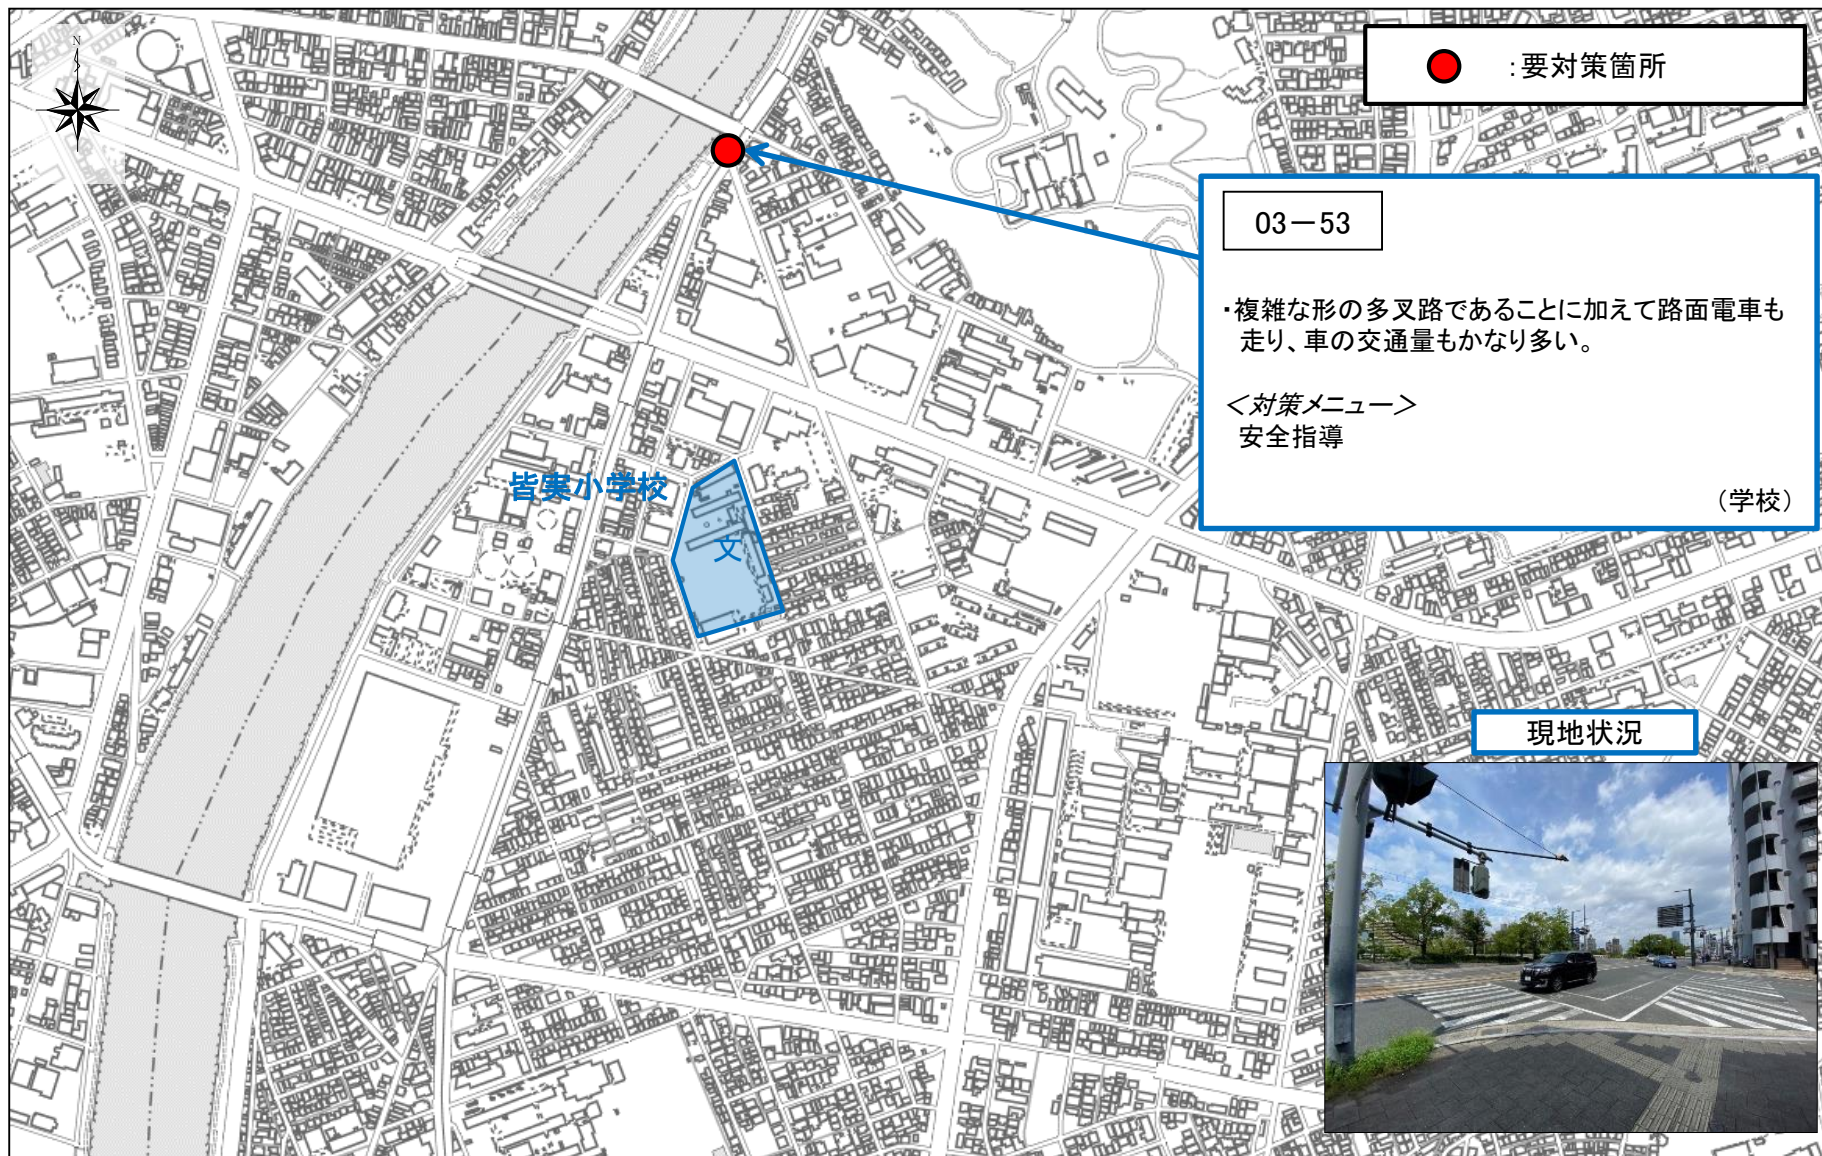 N
:要対策箇所
03－53
・複雑な形の多叉路であることに加えて路面電車も
走り、車の交通量もかなり多い。
＜対策メニュー＞
安全指導
（学校）
皆実小学校
文
現地状況